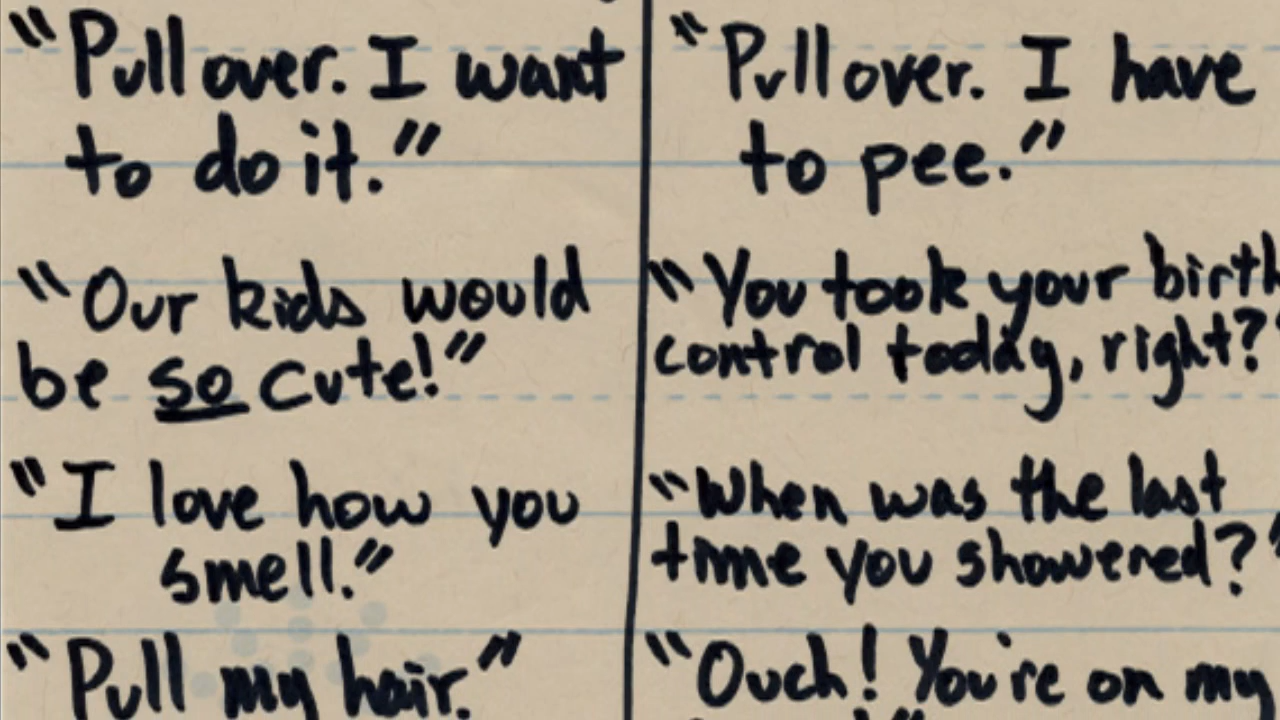 "Pull over. I want
to do it."
"Our kids would
be so cute!"
"I love how you
smell."
"Pull my hair."
"Pull over. I have
to pee."
"You took your birth
control today, right?"
"When was the last
time you showered?"
"Ouch! You're on my